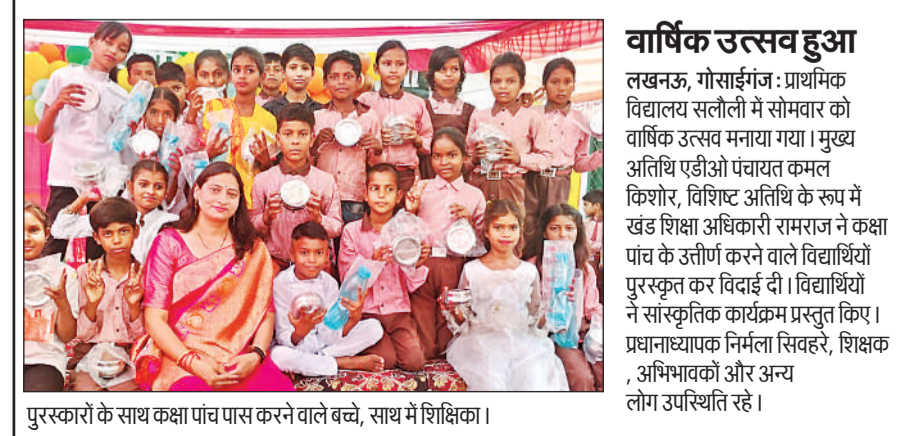 वार्षिक उत्सव हुआ
लखनऊ, गोसाईगंज : प्राथमिक
विद्यालय सलौली में सोमवार को
वार्षिक उत्सव मनाया गया। मुख्य
अतिथि एडीओ पंचायत कमल
किशोर, विशिष्ट अतिथि के रूप में
खंड शिक्षा अधिकारी रामराज ने कक्षा
पांच के उत्तीर्ण करने वाले विद्यार्थियों
पुरस्कृत कर विदाई दी। विद्यार्थियों
ने सांस्कृतिक कार्यक्रम प्रस्तुत किए।
प्रधानाध्यापक निर्मला सिवहरे, शिक्षक
, अभिभावकों और अन्य
लोग उपस्थिति रहे।
पुरस्कारों के साथ कक्षा पांच पास करने वाले बच्चे, साथ में शिक्षिका।